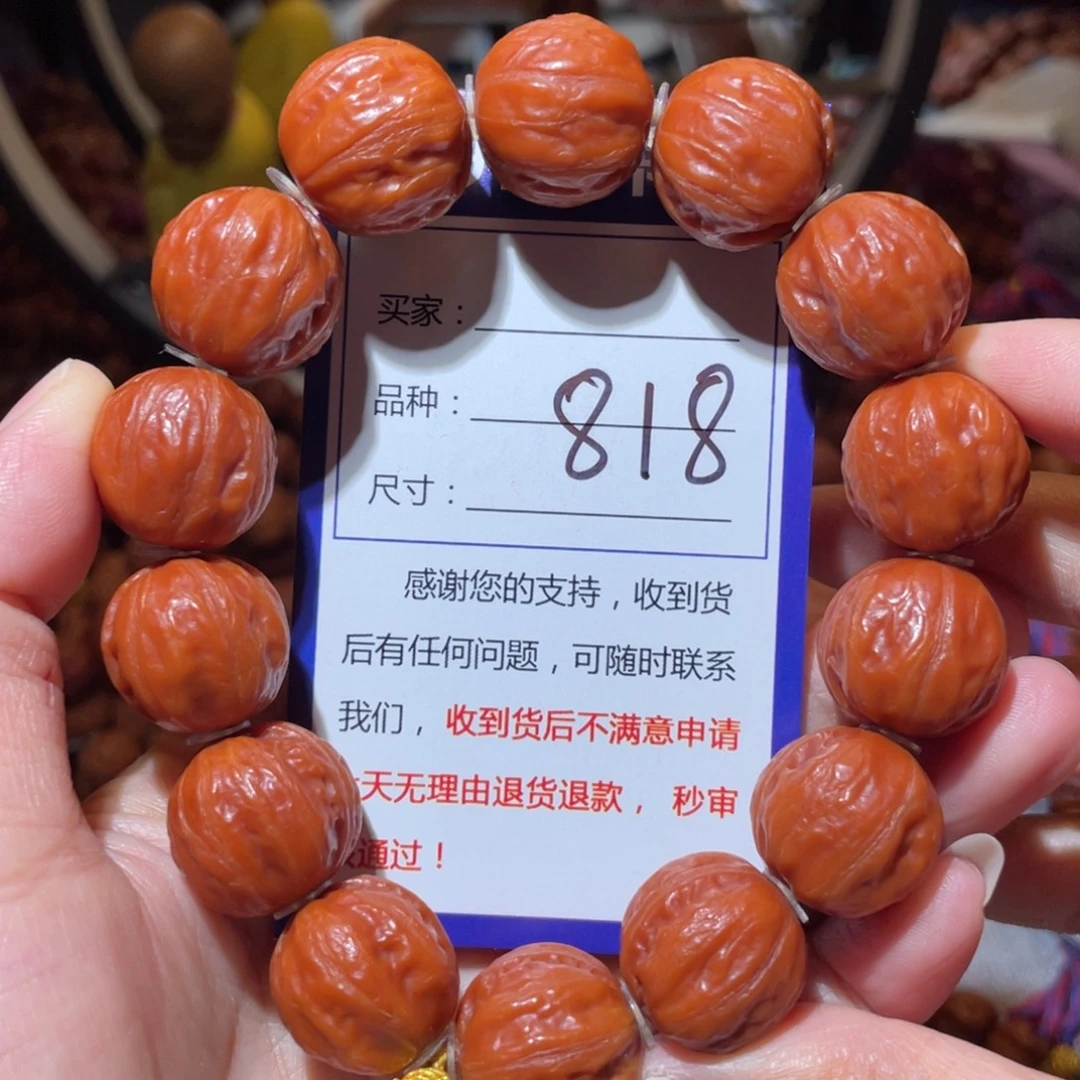 买家：
品种：
818
尺寸：
感谢您的支持，收到货
后有任何问题，可随时联系
我们，收到货后不满意申请
天无理由退货退款，秒审
通过！